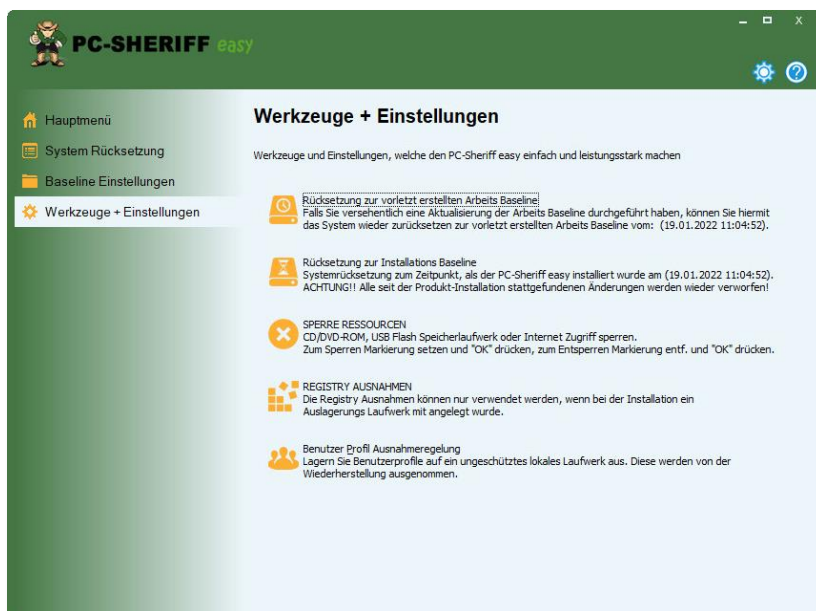 PC-SHERIFF easy
X
Hauptmenü
System Rücksetzung
Baseline Einstellungen
Werkzeuge + Einstellungen
Werkzeuge + Einstellungen
Werkzeuge und Einstellungen, welche den PC-Sheriff easy einfach und leistungsstark machen
Rücksetzung zur vorletzt erstellten Arbeits Baseline
Falls Sie versehentlich eine Aktualisierung der Arbeits Baseline durchgeführt haben, können Sie hiermit
das System wieder zurücksetzen zur vorletzt erstellten Arbeits Baseline vom: (19.01.2022 11:04:52).
Rücksetzung zur Installations Baseline
Systemrücksetzung zum Zeitpunkt, als der PC-Sheriff easy installiert wurde am (19.01.2022 11:04:52).
ACHTUNG!! Alle seit der Produkt-Installation stattgefundenen Änderungen werden wieder verworfen!
SPERRE RESSOURCEN
CD/DVD-ROM, USB Flash Speicherlaufwerk oder Internet Zugriff sperren.
Zum Sperren Markierung setzen und "OK" drücken, zum Entsperren Markierung entf. und "OK" drücken.
REGISTRY AUSNAHMEN
Die Registry Ausnahmen können nur verwendet werden, wenn bei der Installation ein
Auslagerungs Laufwerk mit angelegt wurde.
Benutzer Profil Ausnahmeregelung
Lagern Sie Benutzerprofile auf ein ungeschütztes lokales Laufwerk aus. Diese werden von der
Wiederherstellung ausgenommen.